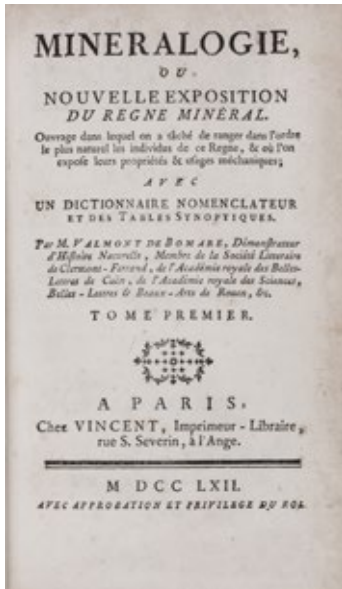 MINERALOGIE,
OU
NOUVELLE EXPOSITION
DU REGNE MINÉRAL.
Ouvrage dans lequel on a tâché de ranger dans l'ordre
le plus naturel les individus de ce Regne, & où l'on
expose leurs propriétés & usages méchaniques;
AVEC
UN DICTIONNAIRE NOMENCLATEUR
ET DES TABLES SYNOPTIQUES.
Par M. VALMONT DE BOMARE, Démonstrateur
d'Histoire Naturelle, Membre de la Société Litteraire
de Clermont-Ferrand, de l'Académie royale des Belles-
Lettres de Caën, de l'Académie royale des Sciences,
Belles-Lettres & Beaux-Arts de Rouen, &c.
TOME PREMIER.
A PARIS,
Chez VINCENT, Imprimeur-Libraire,
rue S. Severin, à l'Ange.
M DCC LXII.
AVEC APPROBATION ET PRIVILEGE DU ROI.